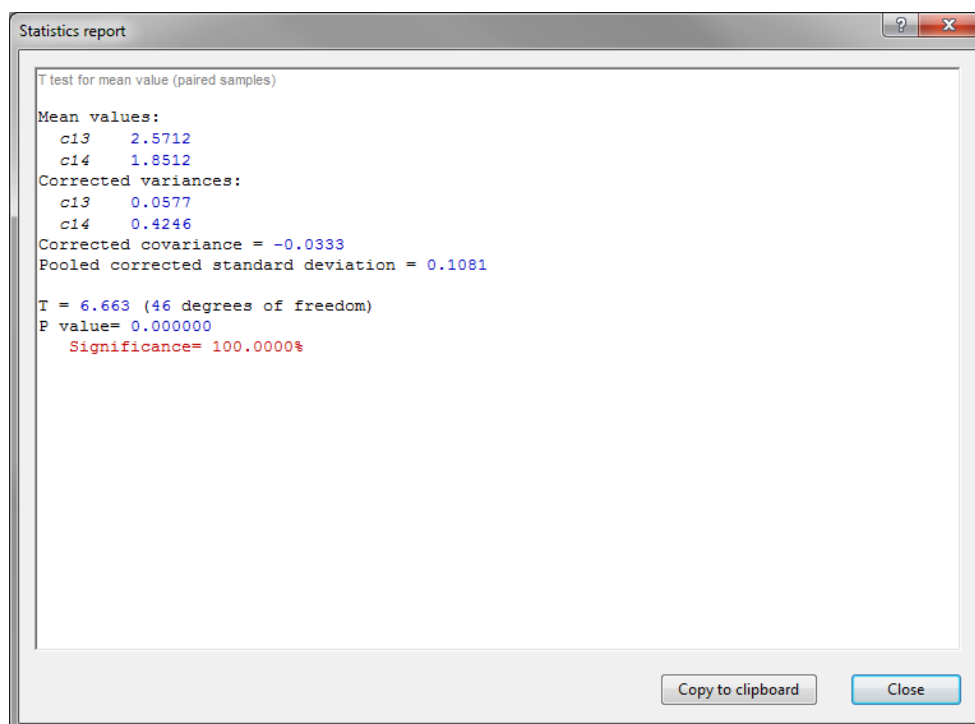 Statistics report
T test for mean value (paired samples)
Mean values:
c13 2.5712
c14 1.8512
Corrected variances:
c13 0.0577
c14 0.4246
Corrected covariance = -0.0333
Pooled corrected standard deviation = 0.1081
T = 6.663 (46 degrees of freedom)
P value= 0.000000
Significance= 100.0000%
Copy to clipboard
Close